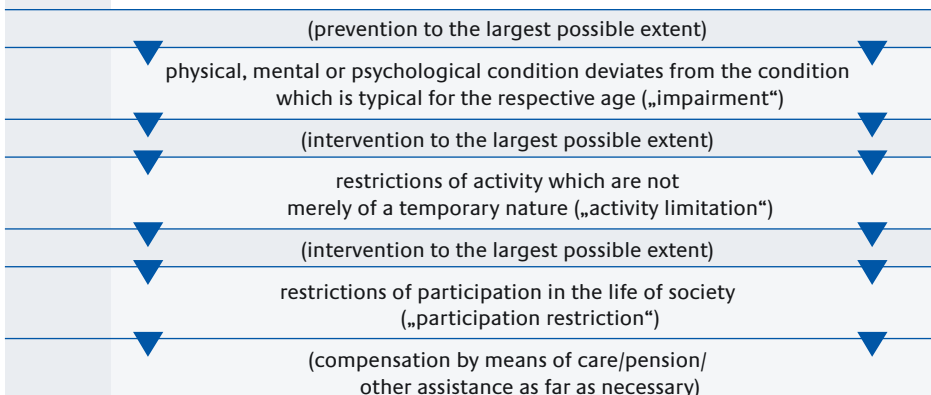 (prevention to the largest possible extent)
physical, mental or psychological condition deviates from the condition
which is typical for the respective age („impairment“)
(intervention to the largest possible extent)
restrictions of activity which are not
merely of a temporary nature („activity limitation“)
(intervention to the largest possible extent)
restrictions of participation in the life of society
(„participation restriction“)
(compensation by means of care/pension/
other assistance as far as necessary)